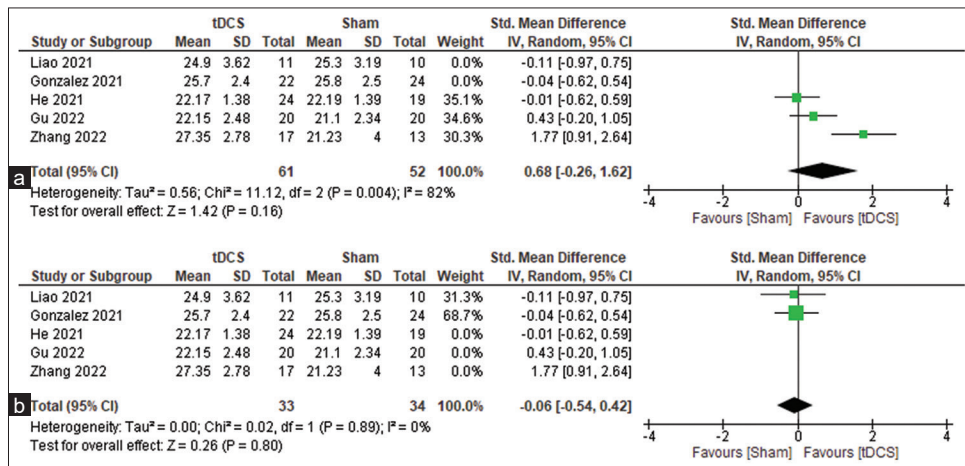 tDCS Sham Std. Mean Difference Std. Mean Difference
Study or Subgroup Mean SD Total Mean SD Total Weight IV, Random, 95% CI IV, Random, 95% CI
Liao 2021 24.9 3.62 11 25.3 3.19 10 0.0% -0.11 [-0.97, 0.75]
Gonzalez 2021 25.7 2.4 22 25.8 2.5 24 0.0% -0.04 [-0.62, 0.54]
He 2021 22.17 1.38 24 22.19 1.39 19 35.1% -0.01 [-0.62, 0.59]
Gu 2022 22.15 2.48 20 21.1 2.34 20 34.6% 0.43 [-0.20, 1.05]
Zhang 2022 27.35 2.78 17 21.23 4 13 30.3% 1.77 [0.91, 2.64]
a Total (95% CI) 61 52 100.0% 0.68 [-0.26, 1.62]
Heterogeneity: Tau² = 0.56; Chi² = 11.12, df = 2 (P = 0.004); I² = 82%
-4 -2 0 2 4
Test for overall effect: Z = 1.42 (P = 0.16)
Favours [Sham] Favours [tDCS]
tDCS Sham Std. Mean Difference Std. Mean Difference
Study or Subgroup Mean SD Total Mean SD Total Weight IV, Random, 95% CI IV, Random, 95% CI
Liao 2021 24.9 3.62 11 25.3 3.19 10 31.3% -0.11 [-0.97, 0.75]
Gonzalez 2021 25.7 2.4 22 25.8 2.5 24 68.7% -0.04 [-0.62, 0.54]
He 2021 22.17 1.38 24 22.19 1.39 19 0.0% -0.01 [-0.62, 0.59]
Gu 2022 22.15 2.48 20 21.1 2.34 20 0.0% 0.43 [-0.20, 1.05]
Zhang 2022 27.35 2.78 17 21.23 4 13 0.0% 1.77 [0.91, 2.64]
b Total (95% CI) 33 34 100.0% -0.06 [-0.54, 0.42]
Heterogeneity: Tau² = 0.00; Chi² = 0.02, df = 1 (P = 0.89); I² = 0%
-4 -2 0 2 4
Test for overall effect: Z = 0.26 (P = 0.80)
Favours [Sham] Favours [tDCS]